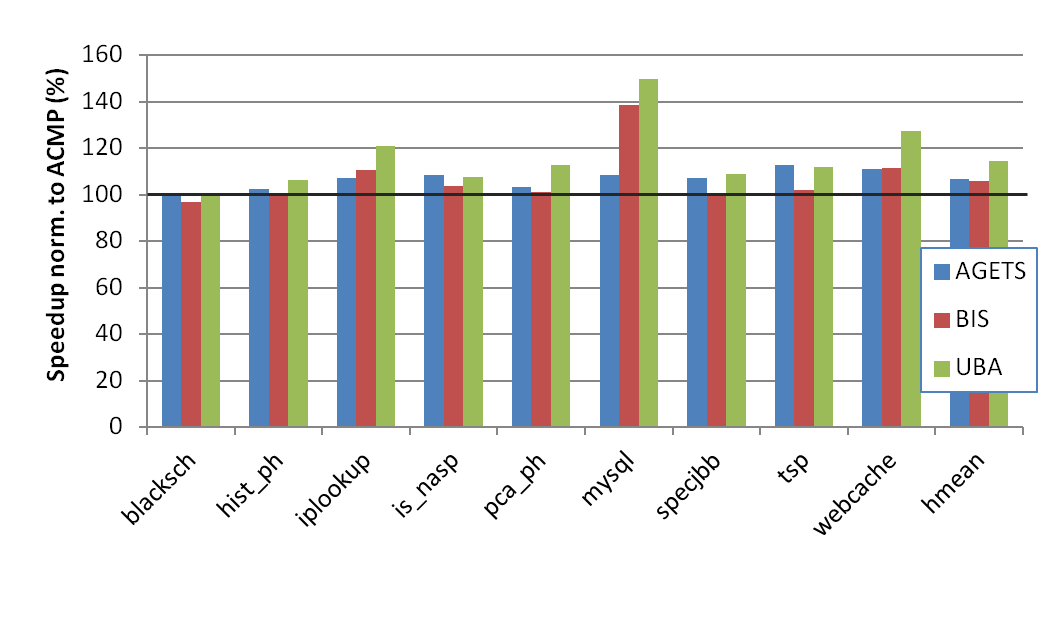 Speedup norm. to ACMP (%)
160
140
120
100
80
60
40
20
0
AGETS
BIS
UBA
blacksch
hist_ph
iplookup
is_nasp
pca_ph
mysql
specjbb
tsp
webcache
hmean